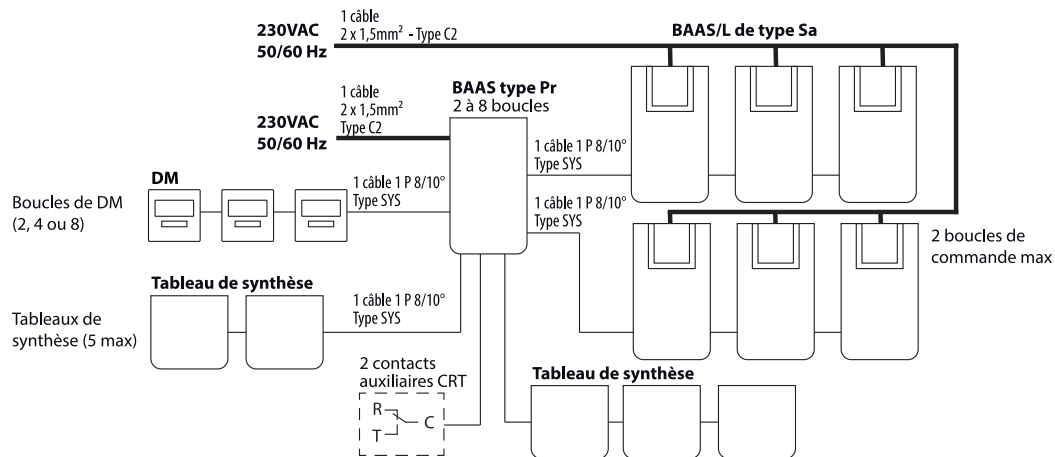 230VAC
50/60 Hz
1 câble
2 x 1,5mm² - Type C2
BAAS/L de type Sa
230VAC
50/60 Hz
1 câble
2 x 1,5mm²
Type C2
BAAS type Pr
2 à 8 boucles
1 câble 1 P 8/10°
Type SYS
DM
Boucles de DM
(2, 4 ou 8)
1 câble 1 P 8/10°
Type SYS
1 câble 1 P 8/10°
Type SYS
2 boucles de
commande max
Tableau de synthèse
Tableaux de
synthèse (5 max)
1 câble 1 P 8/10°
Type SYS
2 contacts
auxiliaires CRT
R
C
T
Tableau de synthèse